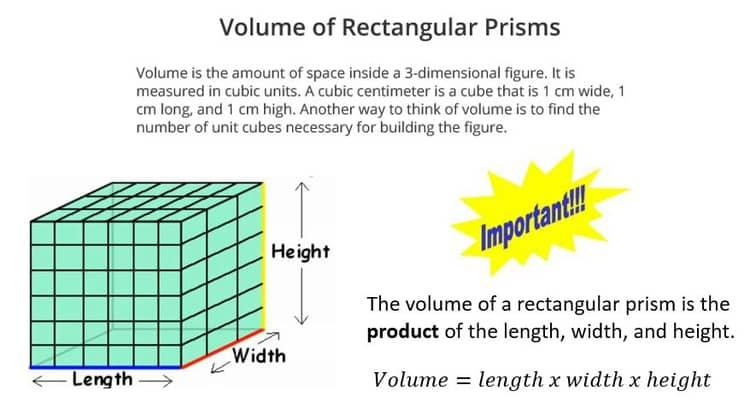 Volume of Rectangular Prisms
Volume is the amount of space inside a 3-dimensional figure. It is
measured in cubic units. A cubic centimeter is a cube that is 1 cm wide, 1
cm long, and 1 cm high. Another way to think of volume is to find the
number of unit cubes necessary for building the figure.
Important!!!
Height
Width
Length
The volume of a rectangular prism is the
product of the length, width, and height.
Volume = length x width x height